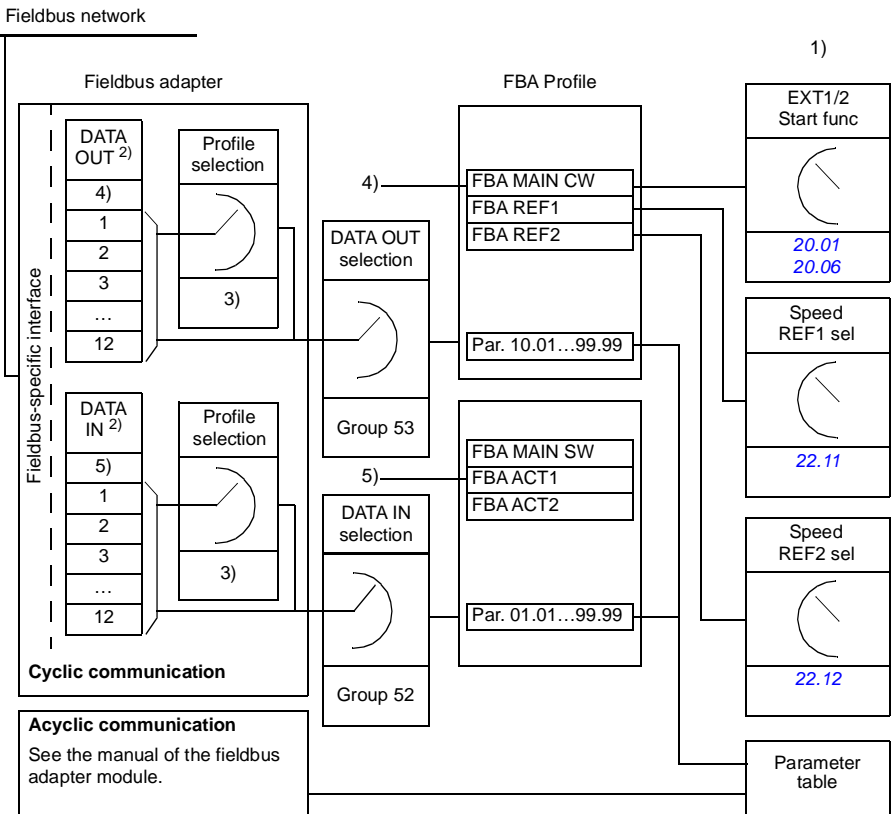 Fieldbus network
1)
Fieldbus adapter
FBA Profile
Fieldbus-specific interface
DATA
OUT 2)
4)
1
2
3
…
12
Profile
selection
3)
DATA
IN 2)
5)
1
2
3
…
12
Profile
selection
3)
Cyclic communication
4)
DATA OUT
selection
Group 53
5)
DATA IN
selection
Group 52
FBA MAIN CW
FBA REF1
FBA REF2
Par. 10.01…99.99
FBA MAIN SW
FBA ACT1
FBA ACT2
Par. 01.01…99.99
EXT1/2
Start func
20.01
20.06
Speed
REF1 sel
22.11
Speed
REF2 sel
22.12
Acyclic communication
See the manual of the fieldbus
adapter module.
Parameter
table